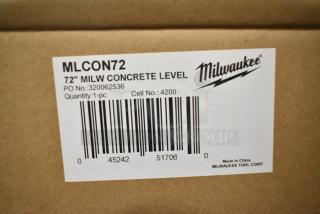 MLCON72
72" MILW CONCRETE LEVEL
PO No.:320062536
Quantity:1-pc Cell No.: 4200
Milwaukee
0 45242 51706 0
Made in China
MILWAUKEE TOOL CORP.